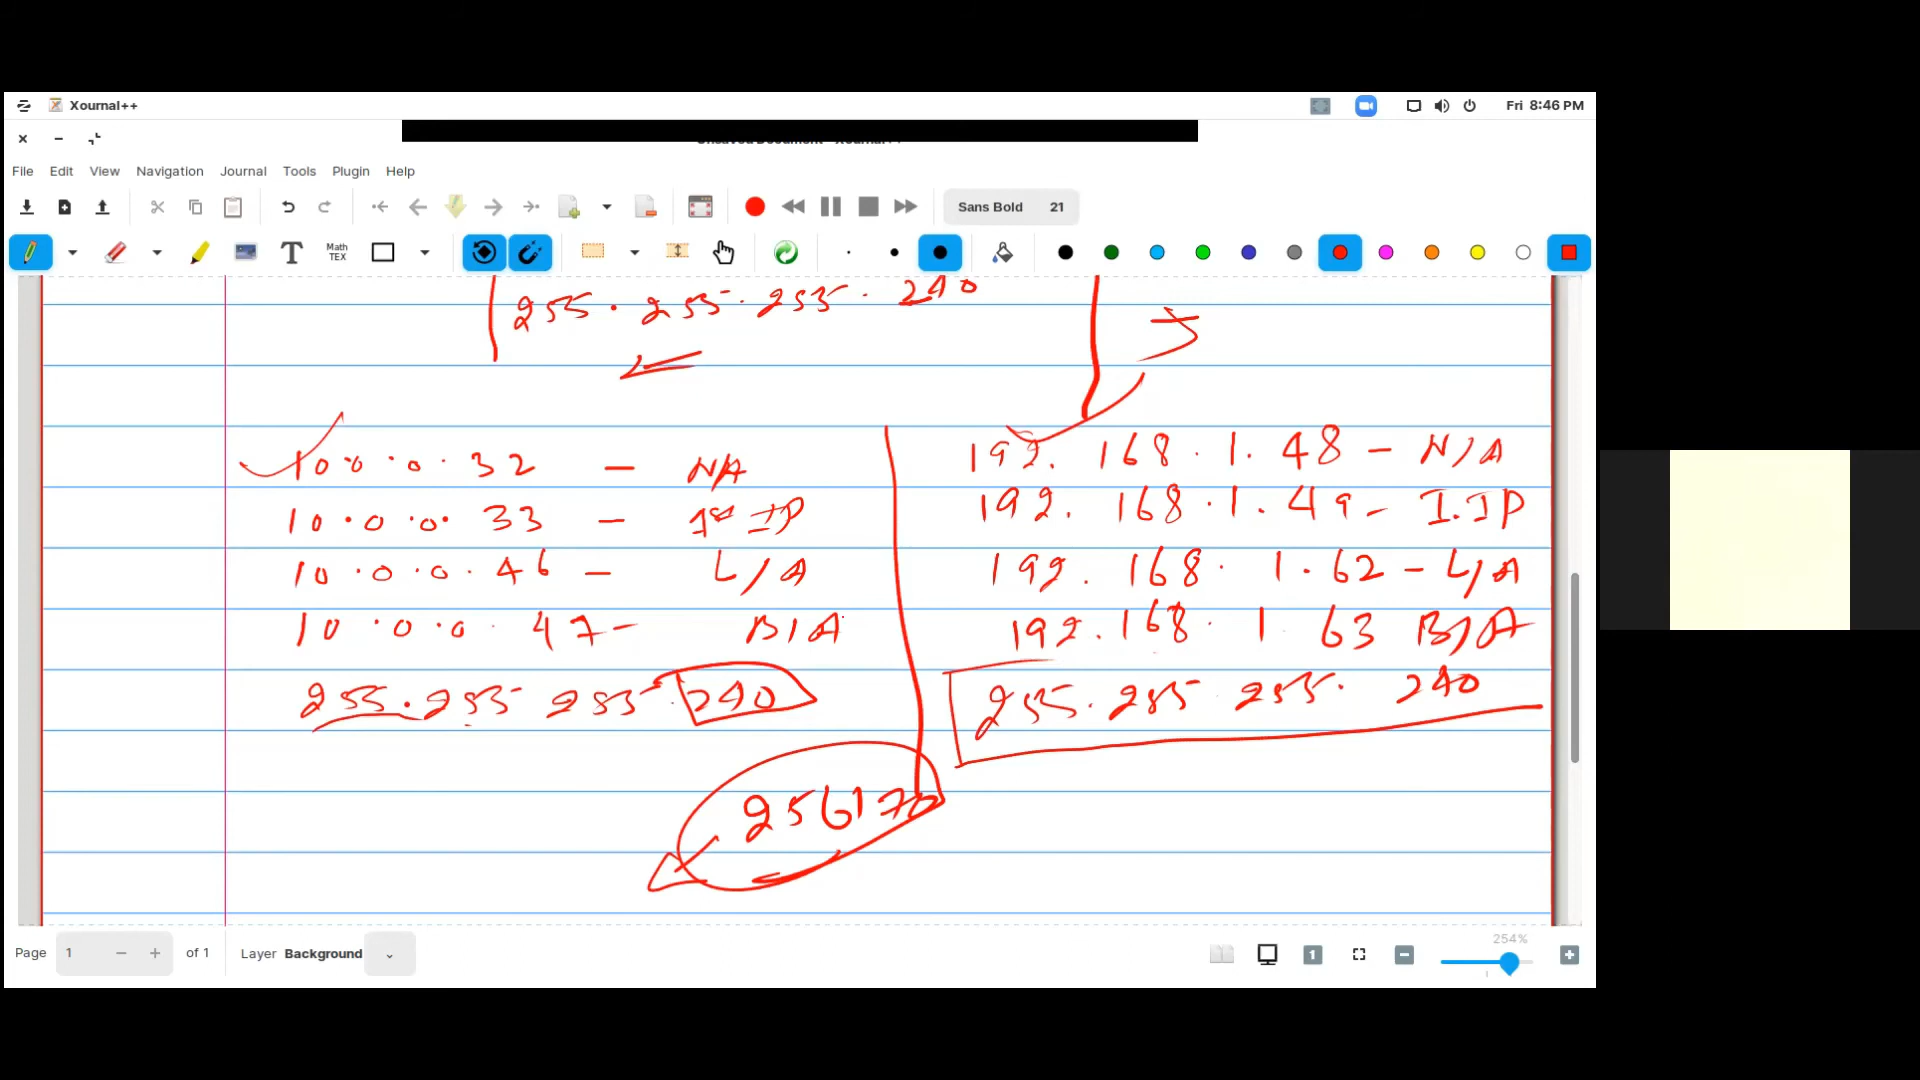 Xournal++
Fri 8:46 PM
File Edit View Navigation Journal Tools Plugin Help
Sans Bold 21
T Math TEX
255.255.255.240
10.0.0.32 - NA
10.0.0.33 - 1st IP
10.0.0.46 - L/A
10.0.0.47 - B/A
255.255 255.240
192.168.1.48 - N/A
192.168.1.49 - I.IP
192.168.1.62 - L/A
192.168.1.63 B/A
255.255.255.240
Page 1 of 1 Layer Background
1
254%